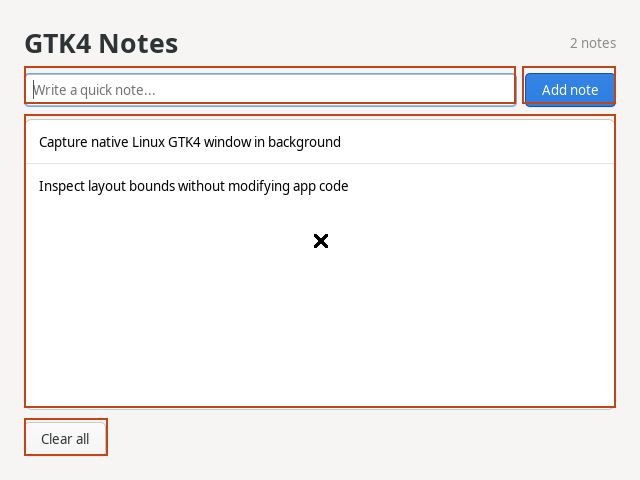 GTK4 Notes
2 notes
Write a quick note...
Add note
Capture native Linux GTK4 window in background
Inspect layout bounds without modifying app code
Clear all